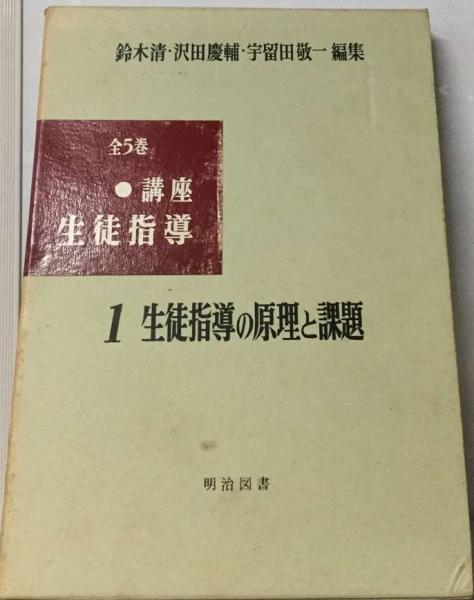 鈴木清・沢田慶輔・宇留田敬一 編集
全5巻
●講座
生徒指導
1 生徒指導の原理と課題
明治図書